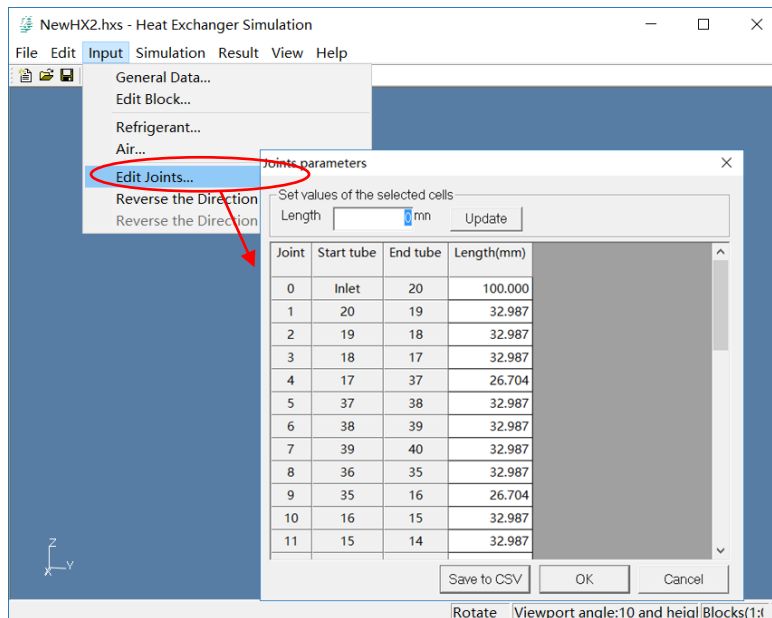 NewHX2.hxs - Heat Exchanger Simulation
File Edit Input Simulation Result View Help
General Data...
Edit Block...
Refrigerant...
Air...
Edit Joints...
Reverse the Direction
Reverse the Direction
Joints parameters
Set values of the selected cells
Length 0 mn Update
Joint Start tube End tube Length(mm)
0 Inlet 20 100.000
1 20 19 32.987
2 19 18 32.987
3 18 17 32.987
4 17 37 26.704
5 37 38 32.987
6 38 39 32.987
7 39 40 32.987
8 36 35 32.987
9 35 16 26.704
10 16 15 32.987
11 15 14 32.987
Save to CSV OK Cancel
Z
Y
X
Rotate Viewport angle:10 and heigl Blocks(1:(